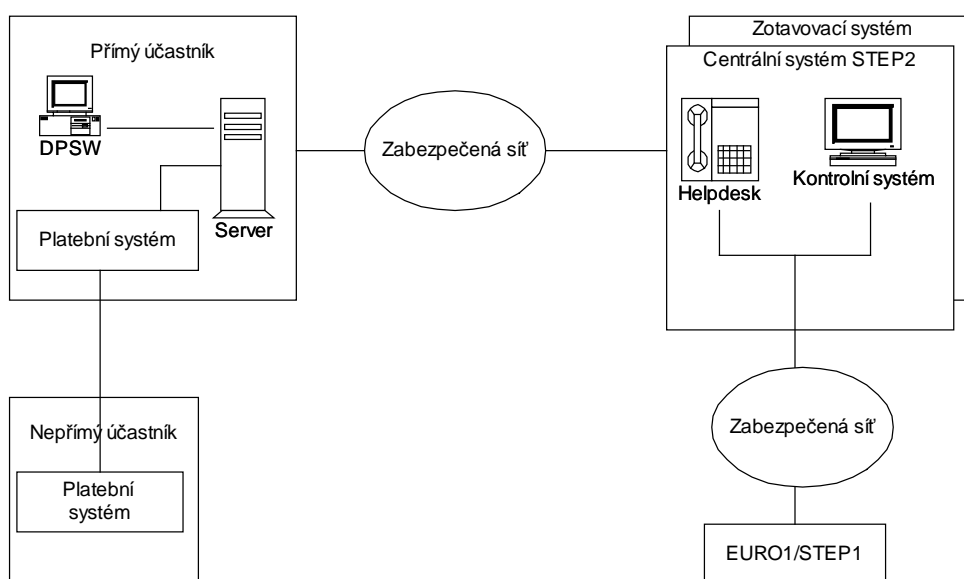 Přímý účastník
DPSW
Server
Platební systém
Nepřímý účastník
Platební
systém
Zabezpečená síť
Zotavovací systém
Centrální systém STEP2
Helpdesk
Kontrolní systém
Zabezpečená síť
EURO1/STEP1